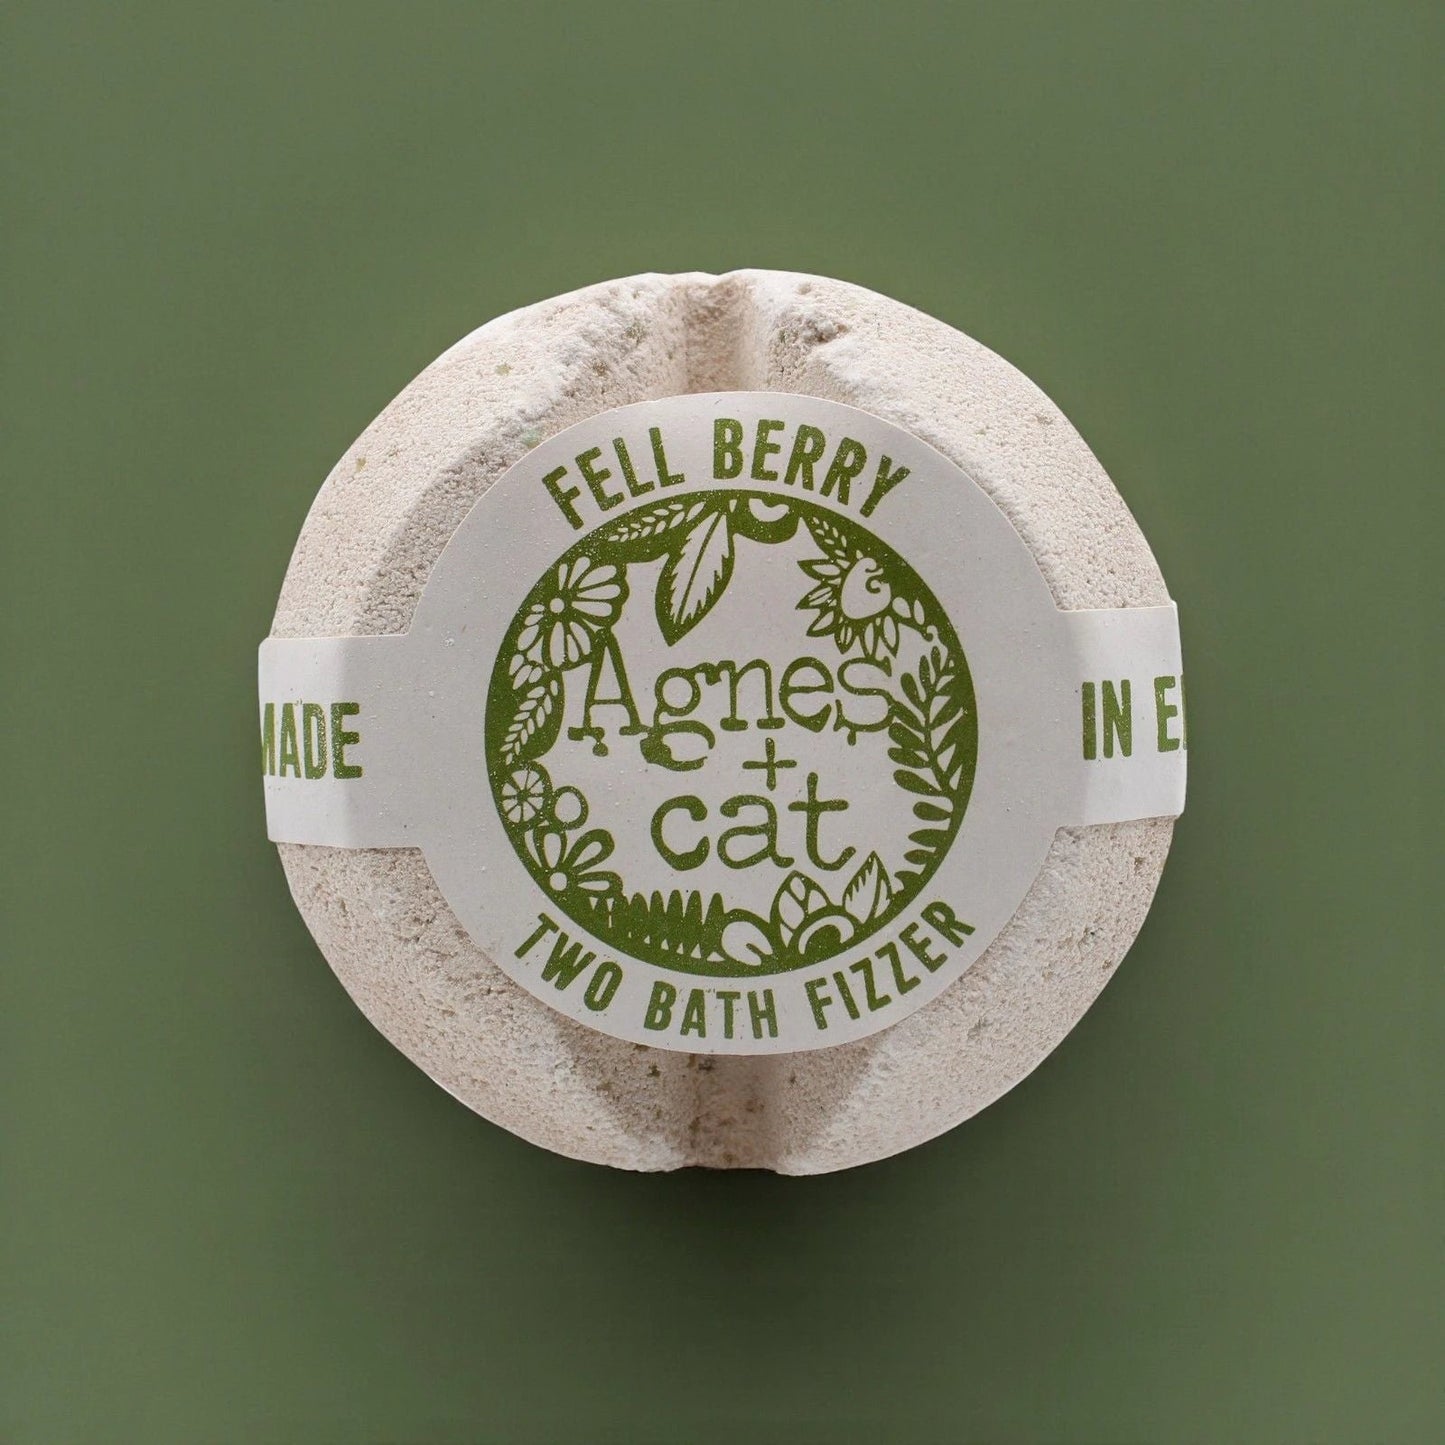 FELL BERRY
Agnes
+
cat
TWO BATH FIZZER
MADE
IN E